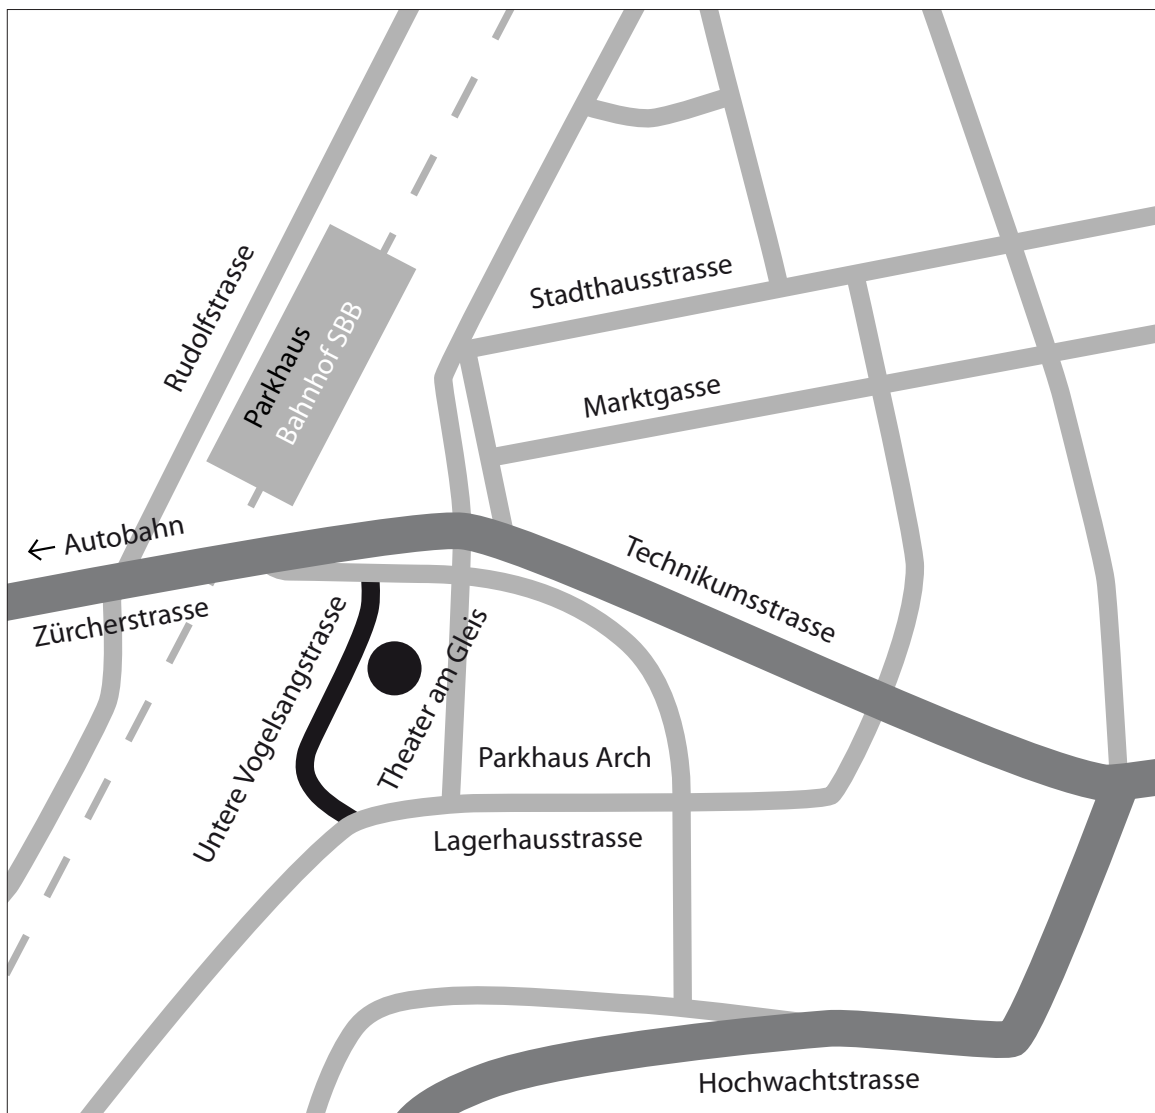 Rudolfstrasse
Parkhaus
Bahnhof SBB
Stadthausstrasse
Marktgasse
← Autobahn
Zürcherstrasse
Technikumsstrasse
Untere Vogelsangstrasse
Theater am Gleis
Parkhaus Arch
Lagerhausstrasse
Hochwachtstrasse